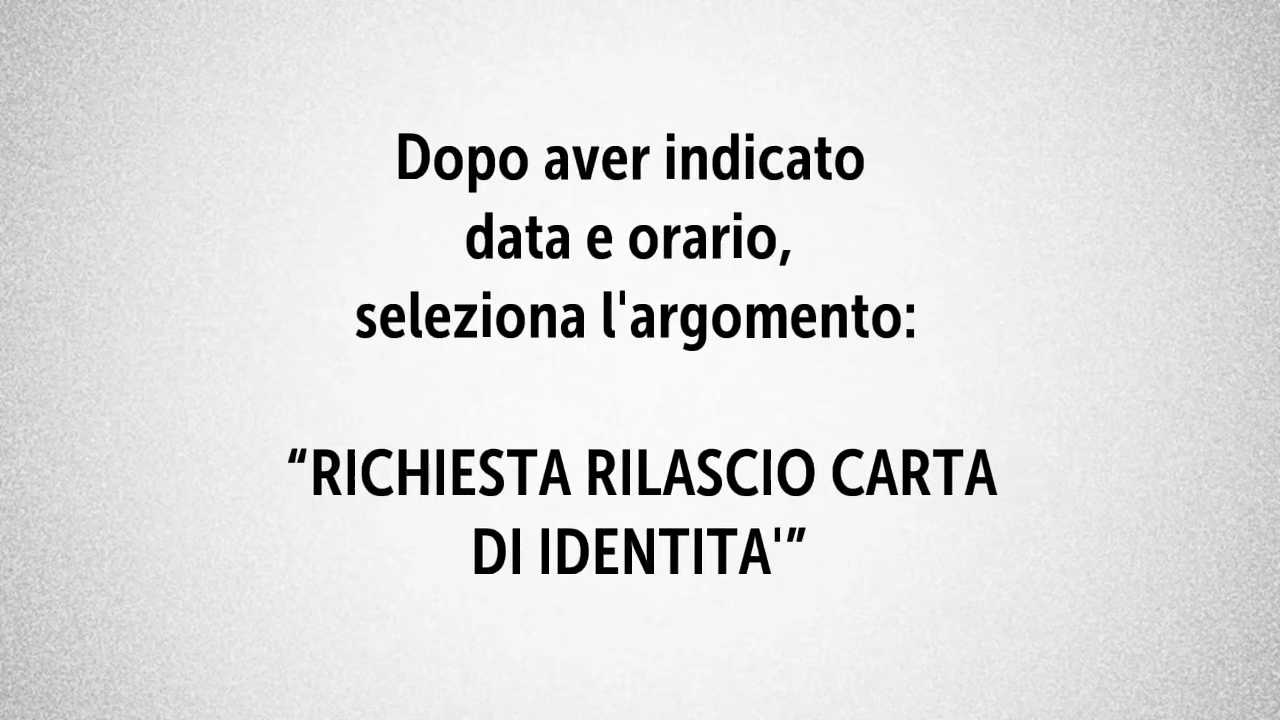 Dopo aver indicato
data e orario,
seleziona l'argomento:
“RICHIESTA RILASCIO CARTA
DI IDENTITA'”